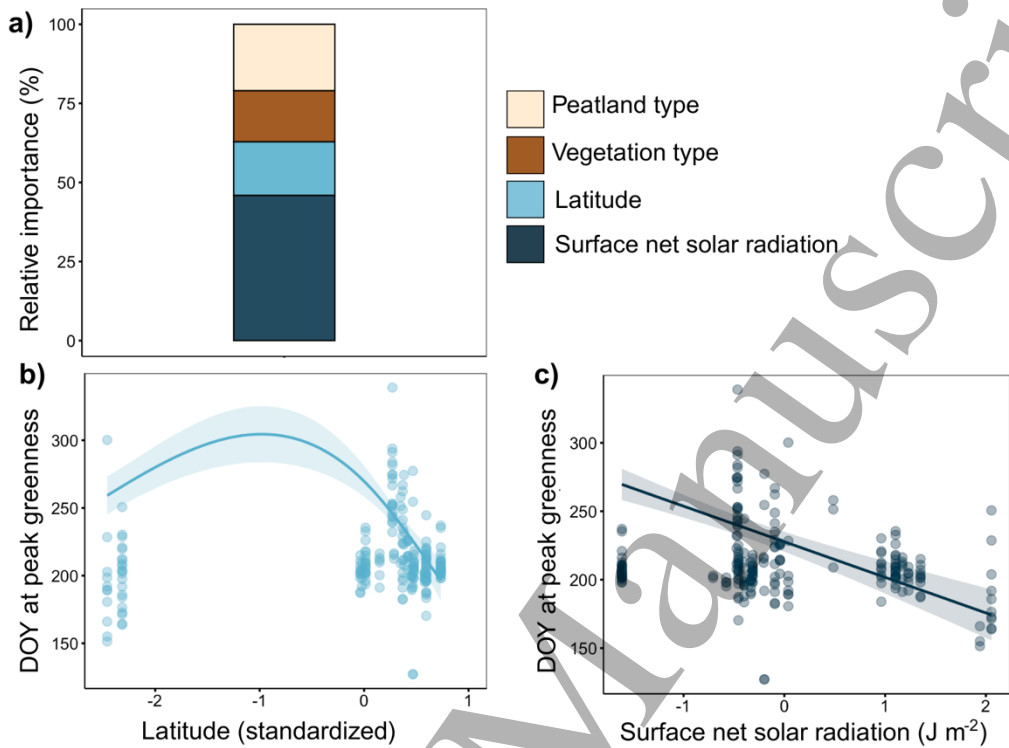 a)
Relative importance (%)
100
75
50
25
0
Peatland type
Vegetation type
Latitude
Surface net solar radiation
b)
DOY at peak greenness
300
250
200
150
-2
-1
0
1
Latitude (standardized)
c)
DOY at peak greenness
300
250
200
150
-1
0
1
2
Surface net solar radiation (J m⁻²)
Manuscri